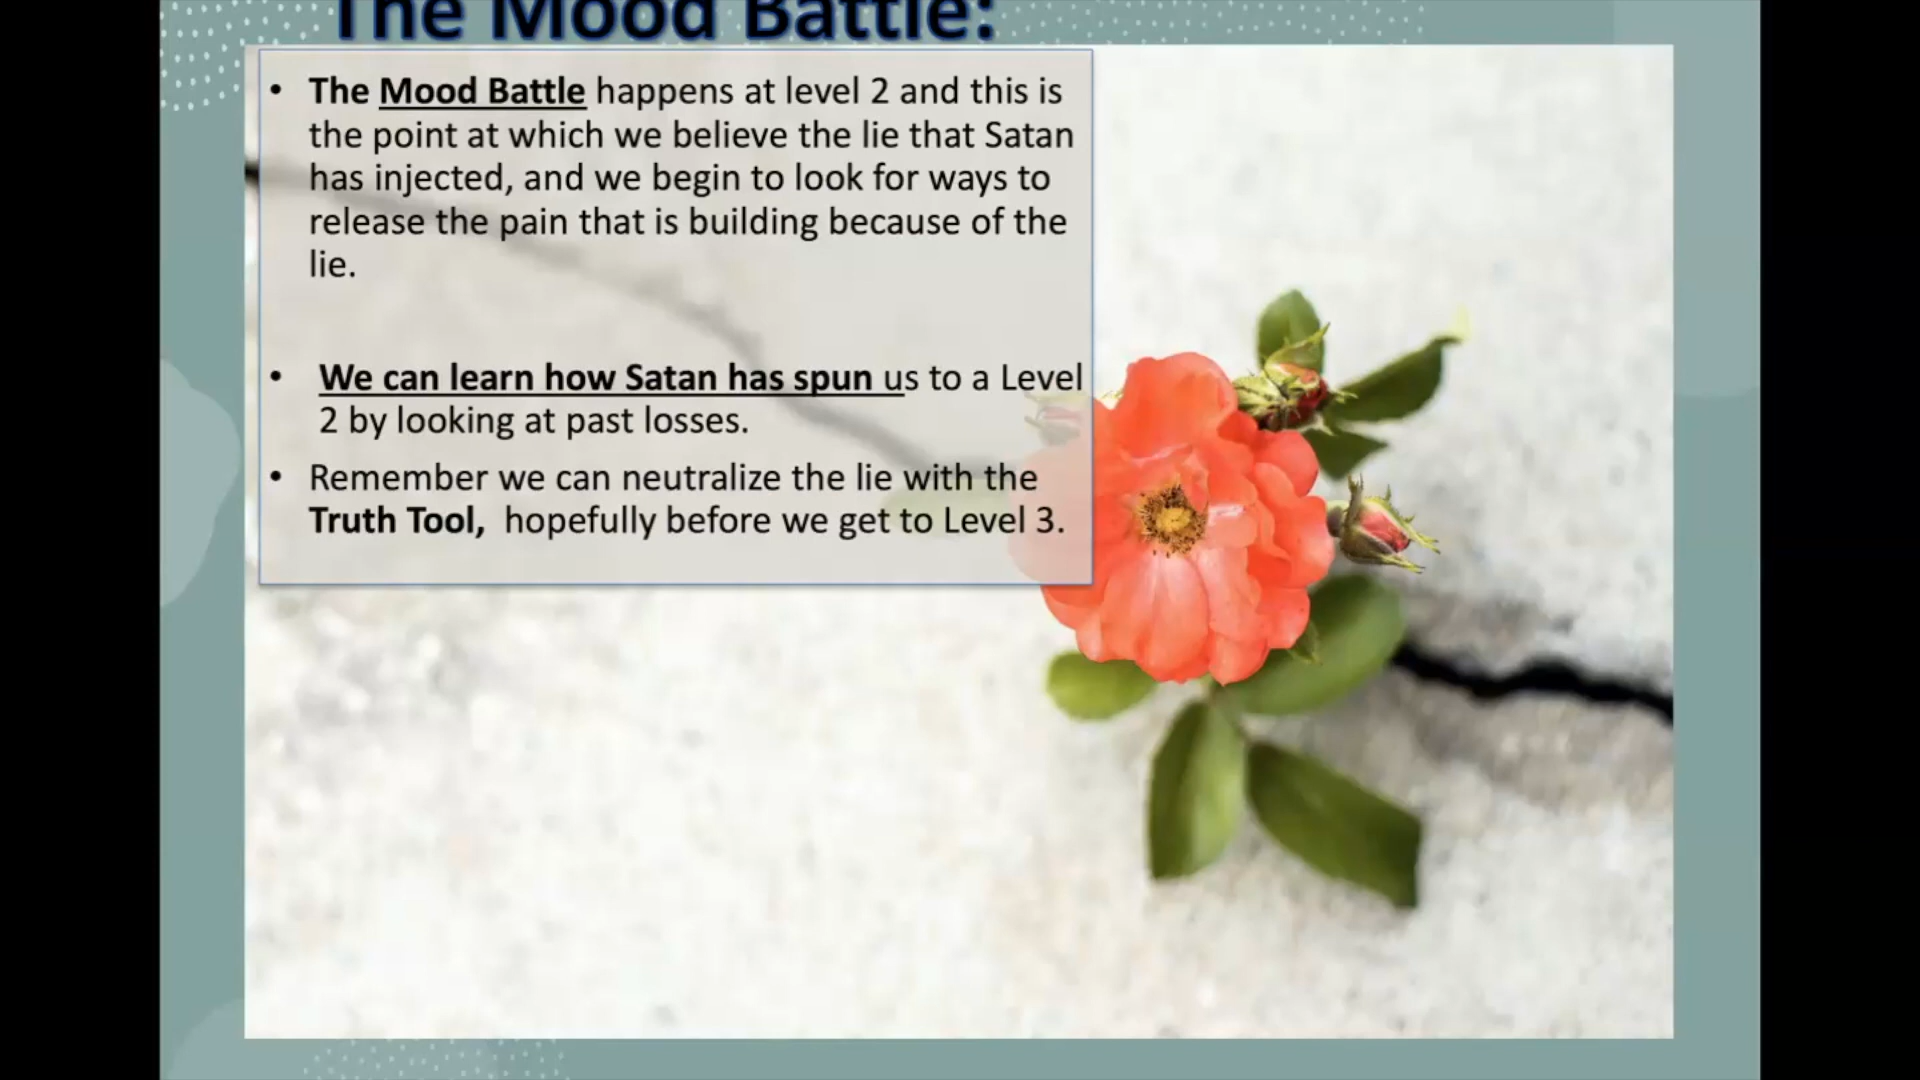 The Mood Battle:
• The Mood Battle happens at level 2 and this is
the point at which we believe the lie that Satan
has injected, and we begin to look for ways to
release the pain that is building because of the
lie.
• We can learn how Satan has spun us to a Level
2 by looking at past losses.
• Remember we can neutralize the lie with the
Truth Tool, hopefully before we get to Level 3.